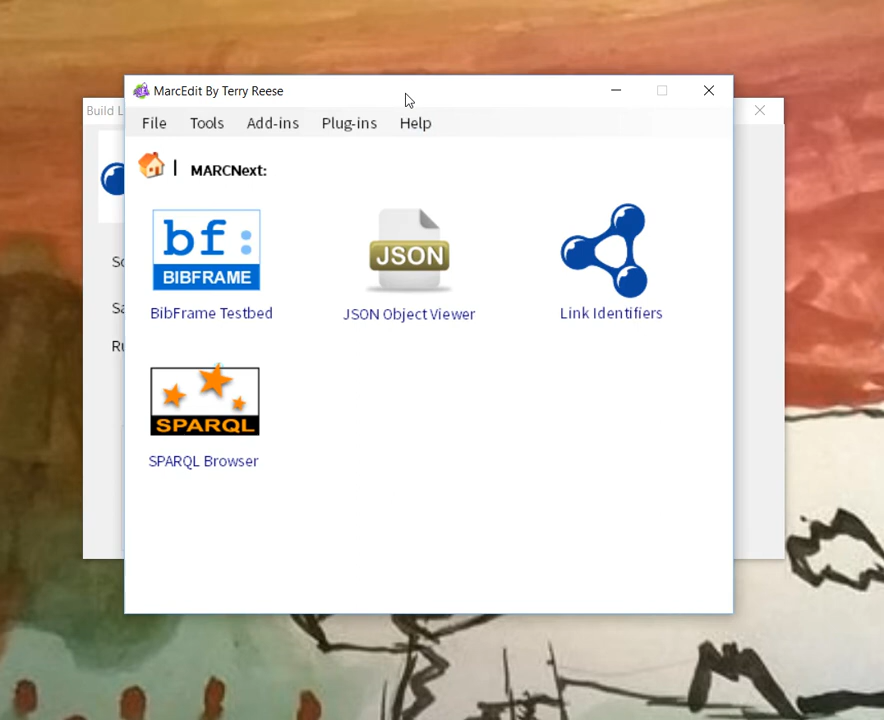 MarcEdit By Terry Reese
Build L
File Tools Add-ins Plug-ins Help
MARCNext:
bf:
BIBFRAME
JSON
BibFrame Testbed
JSON Object Viewer
Link Identifiers
So
Sa
Ru
SPARQL
SPARQL Browser